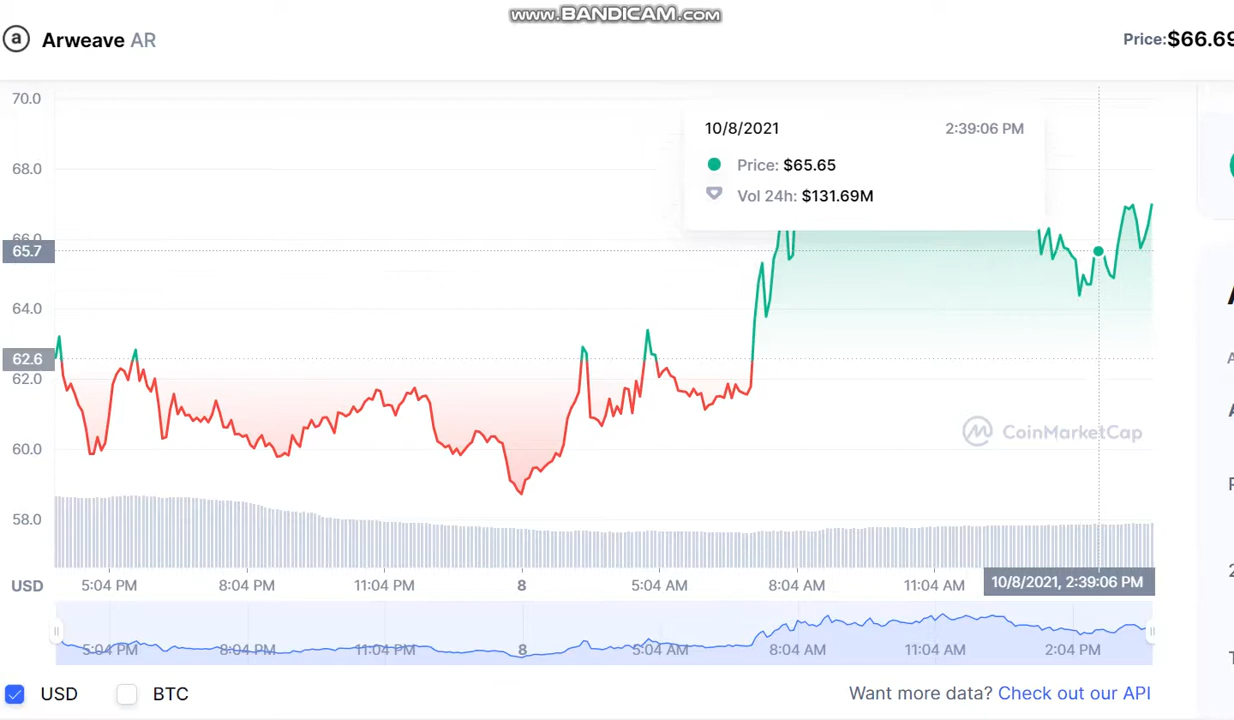 www.BANDICAM.com
Arweave AR
Price:$66.69
70.0
10/8/2021 2:39:06 PM
68.0
Price: $65.65
Vol 24h: $131.69M
66.0
65.7
64.0
62.6
62.0
CoinMarketCap
60.0
58.0
USD 5:04 PM 8:04 PM 11:04 PM 8 5:04 AM 8:04 AM 11:04 AM 10/8/2021, 2:39:06 PM
5:04 PM 8:04 PM 11:04 PM 8 5:04 AM 8:04 AM 11:04 AM 2:04 PM
USD BTC Want more data? Check out our API